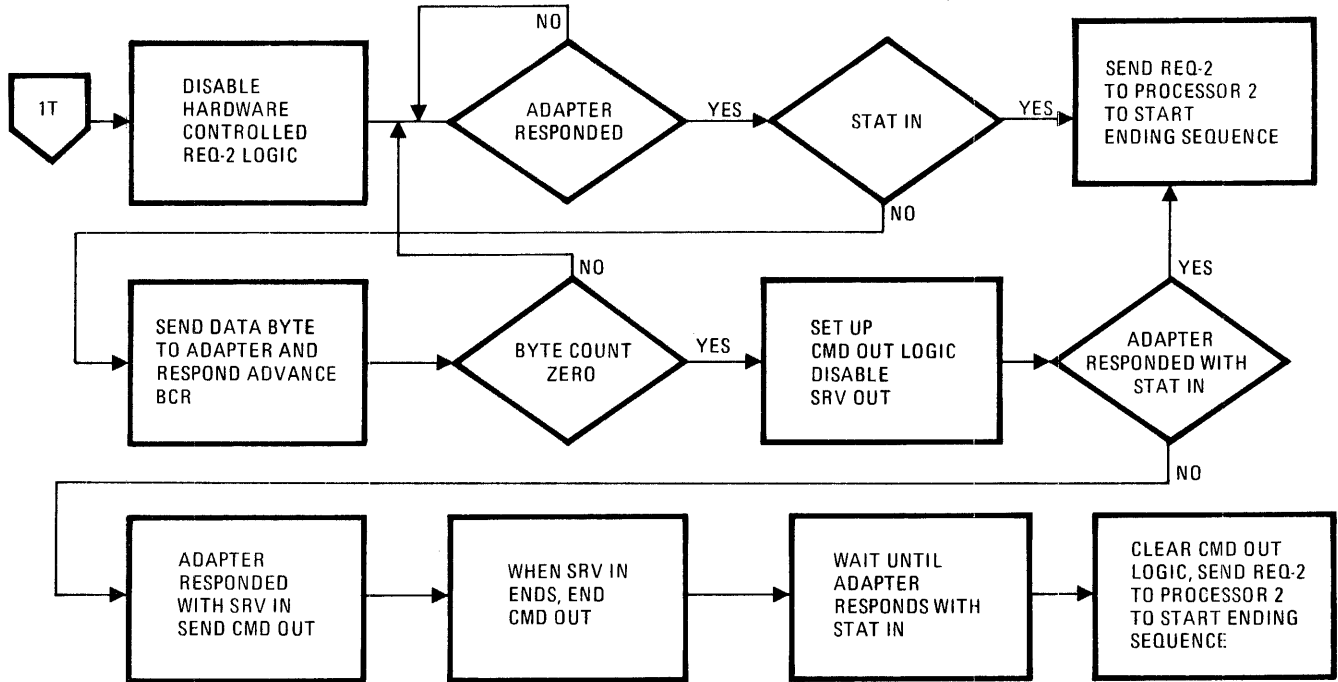 1T
DISABLE
HARDWARE
CONTROLLED
REQ-2 LOGIC
NO
ADAPTER
RESPONDED
YES
STAT IN
YES
NO
SEND REQ-2
TO PROCESSOR 2
TO START
ENDING SEQUENCE
SEND DATA BYTE
TO ADAPTER AND
RESPOND ADVANCE
BCR
NO
BYTE COUNT
ZERO
YES
SET UP
CMD OUT LOGIC
DISABLE
SRV OUT
YES
ADAPTER
RESPONDED WITH
STAT IN
NO
ADAPTER
RESPONDED
WITH SRV IN
SEND CMD OUT
WHEN SRV IN
ENDS, END
CMD OUT
WAIT UNTIL
ADAPTER
RESPONDS WITH
STAT IN
CLEAR CMD OUT
LOGIC, SEND REQ-2
TO PROCESSOR 2
TO START ENDING
SEQUENCE